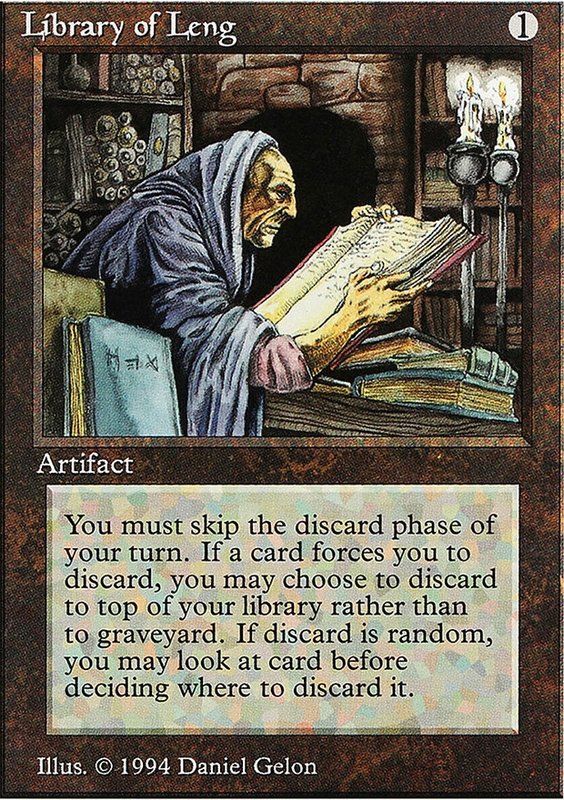 Library of Leng
1
Artifact
You must skip the discard phase of
your turn. If a card forces you to
discard, you may choose to discard
to top of your library rather than
to graveyard. If discard is random,
you may look at card before
deciding where to discard it.
Illus. © 1994 Daniel Gelon